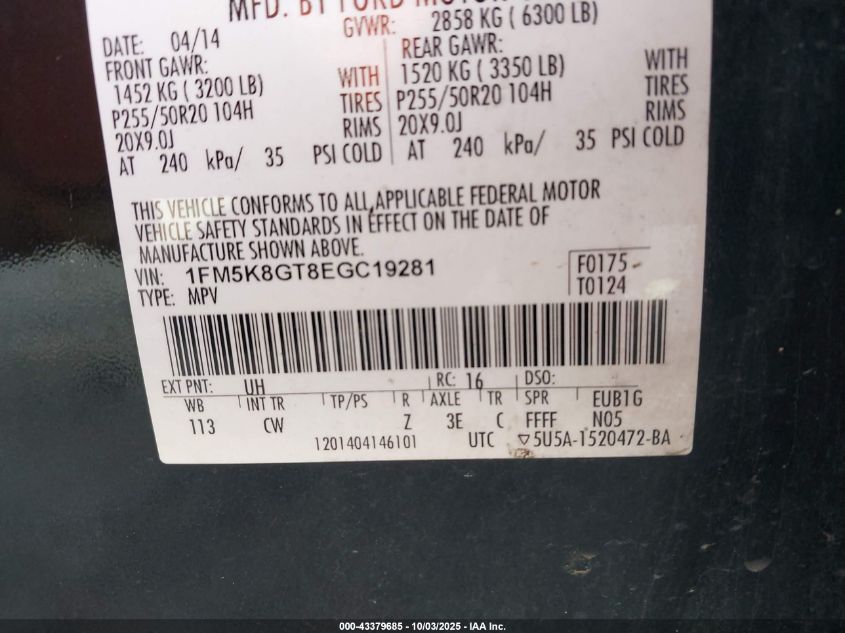 MFD. BY FORD MOTOR
GVWR: 2858 KG ( 6300 LB)
DATE: 04/14
FRONT GAWR: REAR GAWR:
1452 KG ( 3200 LB) WITH 1520 KG ( 3350 LB) WITH
P255/50R20 104H TIRES P255/50R20 104H TIRES
20X9.0J RIMS 20X9.0J RIMS
AT 240 kPa/ 35 PSI COLD AT 240 kPa/ 35 PSI COLD
THIS VEHICLE CONFORMS TO ALL APPLICABLE FEDERAL MOTOR
VEHICLE SAFETY STANDARDS IN EFFECT ON THE DATE OF
MANUFACTURE SHOWN ABOVE.
VIN: 1FM5K8GT8EGC19281 F0175
TYPE: MPV T0124
EXT PNT: UH RC: 16 DSO:
WB INT TR TP/PS R AXLE TR SPR EUB1G
113 CW Z 3E C FFFF N05
1201404146101 UTC ▽5U5A-1520472-BA
000-43379685 - 10/03/2025 - IAA Inc.